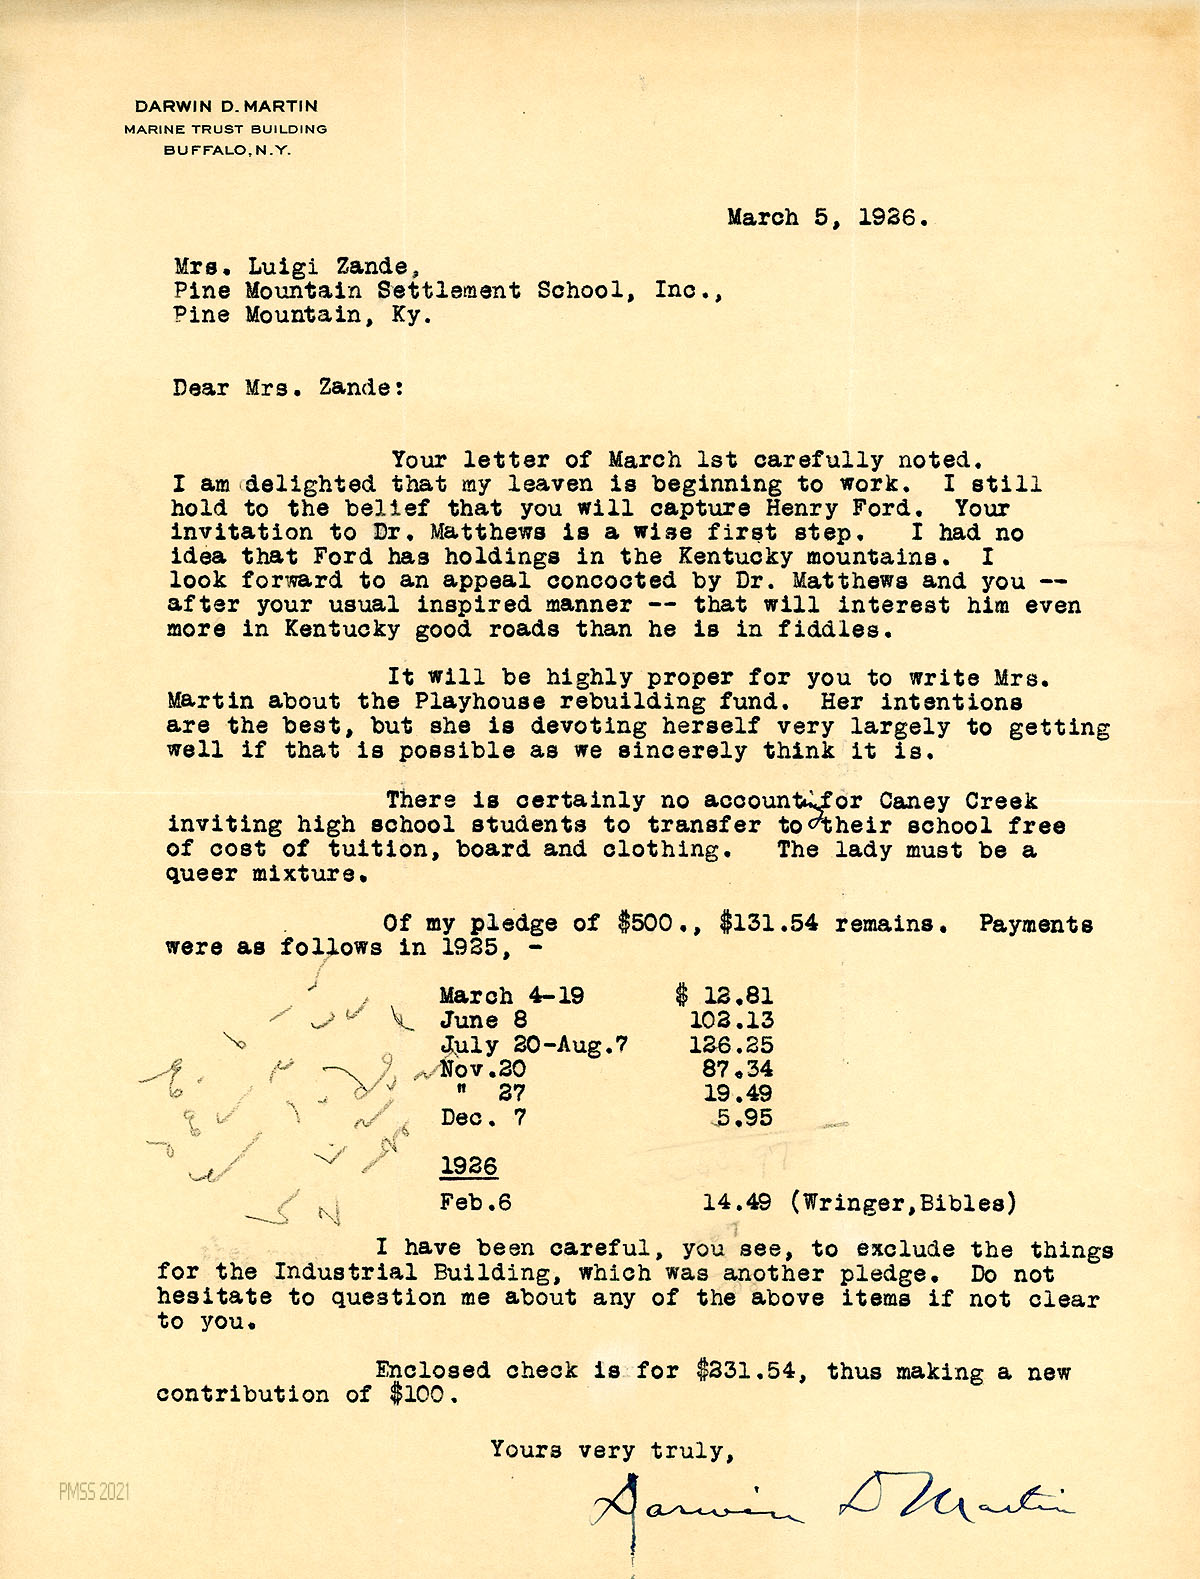 DARWIN D. MARTIN
MARINE TRUST BUILDING
BUFFALO, N.Y.
March 5, 1926.
Mrs. Luigi Zande,
Pine Mountain Settlement School, Inc.,
Pine Mountain, Ky.
Dear Mrs. Zande:
Your letter of March 1st carefully noted.
I am delighted that my leaven is beginning to work. I still
hold to the belief that you will capture Henry Ford. Your
invitation to Dr. Matthews is a wise first step. I had no
idea that Ford has holdings in the Kentucky mountains. I
look forward to an appeal concocted by Dr. Matthews and you --
after your usual inspired manner -- that will interest him even
more in Kentucky good roads than he is in fiddles.
It will be highly proper for you to write Mrs.
Martin about the Playhouse rebuilding fund. Her intentions
are the best, but she is devoting herself very largely to getting
well if that is possible as we sincerely think it is.
There is certainly no accounting for Caney Creek
inviting high school students to transfer to their school free
of cost of tuition, board and clothing. The lady must be a
queer mixture.
Of my pledge of $500., $131.54 remains. Payments
were as follows in 1925, -
March 4-19 $ 12.81
June 8 102.13
July 20-Aug.7 126.25
Nov.20 87.34
" 27 19.49
Dec. 7 5.95
1926
Feb.6 14.49 (Wringer,Bibles)
I have been careful, you see, to exclude the things
for the Industrial Building, which was another pledge. Do not
hesitate to question me about any of the above items if not clear
to you.
Enclosed check is for $231.54, thus making a new
contribution of $100.
Yours very truly,
Darwin D Martin
PMSS 2021